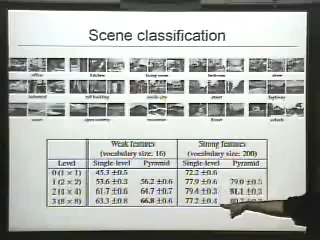 Scene classification
office kitchen living room bedroom store
industrial tall building inside city street highway
coast open country mountain forest suburb
Weak features Strong features
(vocabulary size: 16) (vocabulary size: 200)
Level Single-level Pyramid Single-level Pyramid
0 (1 × 1) 45.3 ±0.5 72.2 ±0.6
1 (2 × 2) 53.6 ±0.3 56.2 ±0.6 77.9 ±0.6 79.0 ±0.5
2 (4 × 4) 61.7 ±0.6 64.7 ±0.7 79.4 ±0.3 81.1 ±0.3
3 (8 × 8) 63.3 ±0.8 66.8 ±0.6 77.2 ±0.4